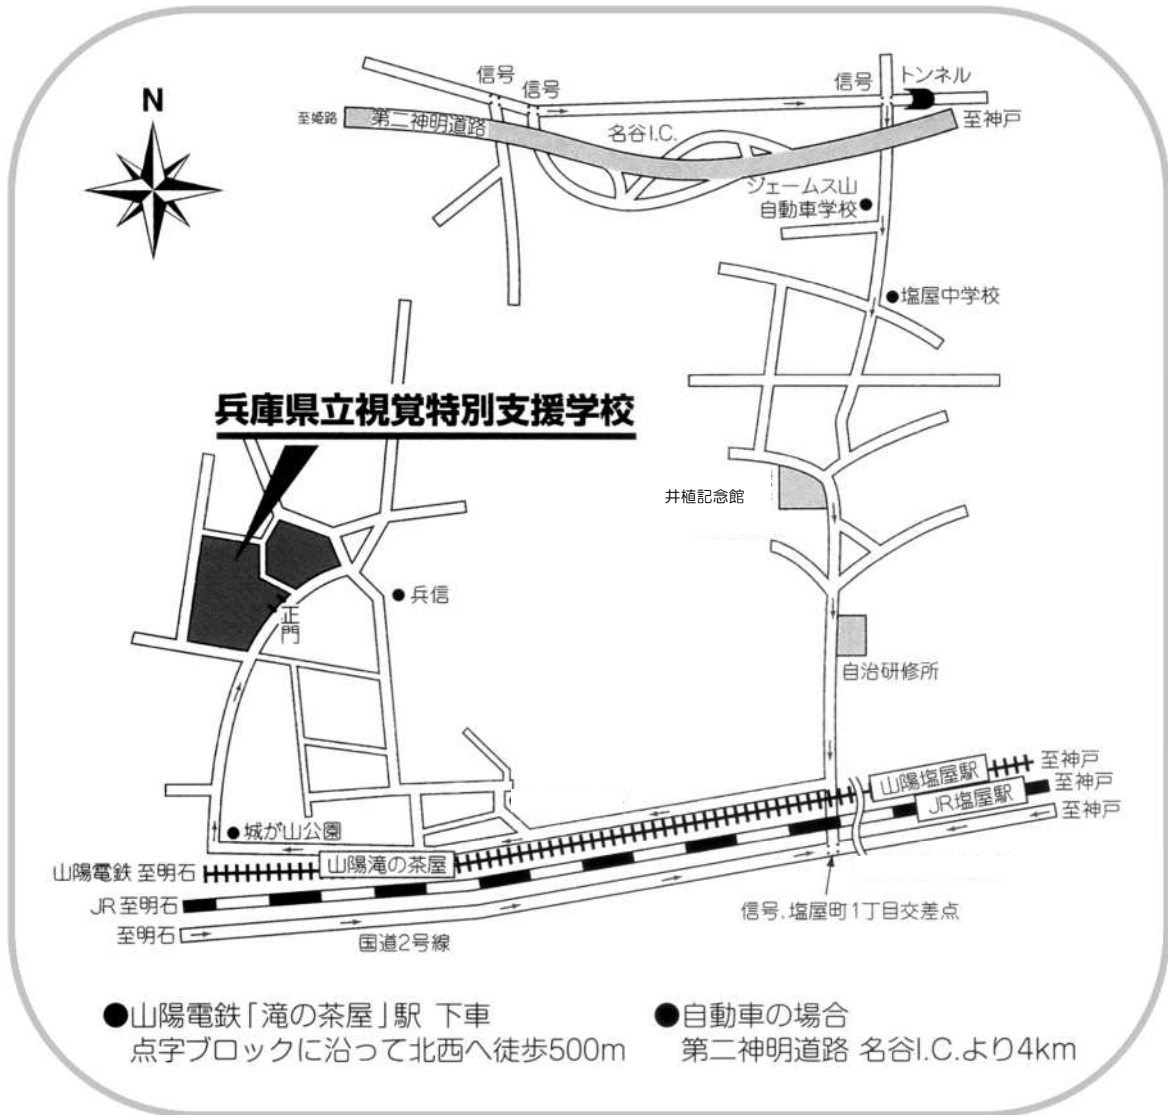 N
信号
信号
信号
トンネル
至姫路
第二神明道路
名谷I.C.
至神戸
ジェームス山
自動車学校
塩屋中学校
兵庫県立視覚特別支援学校
井植記念館
兵信
正門
自治研修所
山陽塩屋駅
至神戸
JR塩屋駅
至神戸
至神戸
城が山公園
山陽電鉄 至明石
山陽滝の茶屋
JR至明石
至明石
国道2号線
信号、塩屋町1丁目交差点
●山陽電鉄「滝の茶屋」駅 下車
点字ブロックに沿って北西へ徒歩500m
●自動車の場合
第二神明道路 名谷I.C.より4km